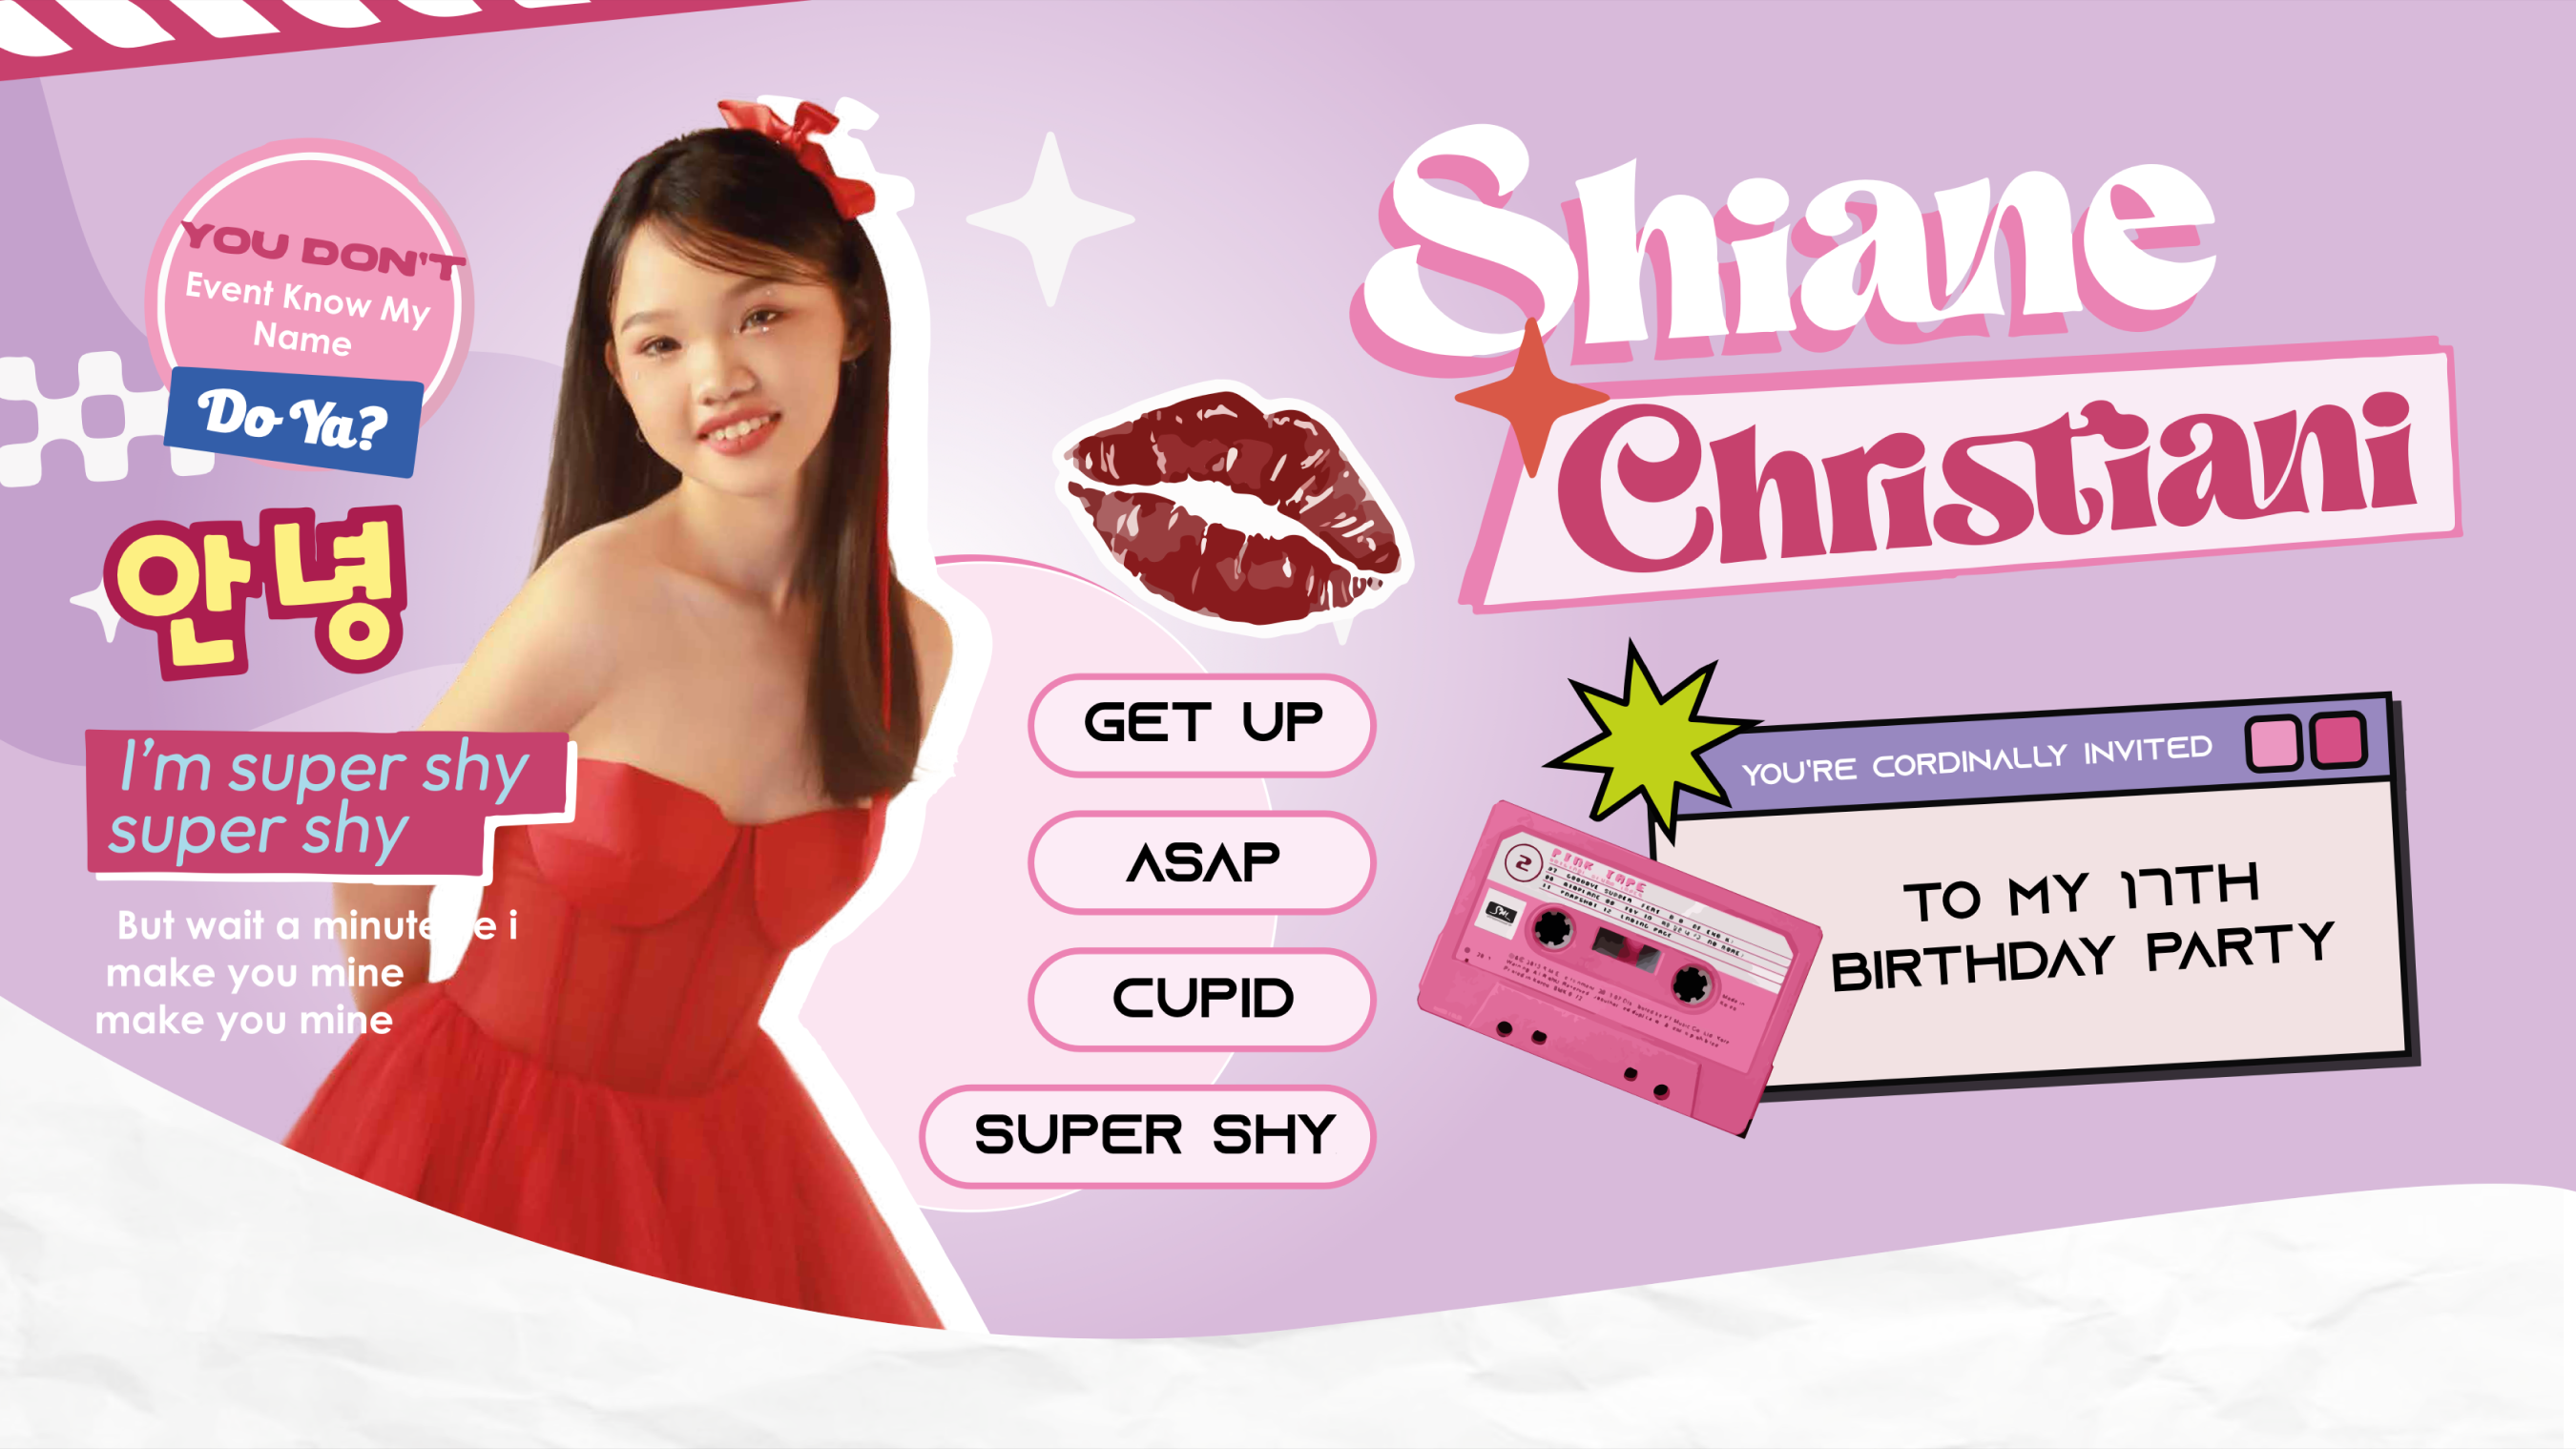 YOU DON'T
Event Know My
Name
Do Ya?
안녕
I'm super shy
super shy
But wait a minute e i
make you mine
make you mine
GET UP
ASAP
CUPID
SUPER SHY
Shiane
Christiani
YOU'RE CORDINALLY INVITED
TO MY 17TH
BIRTHDAY PARTY
2
PINK TAPE